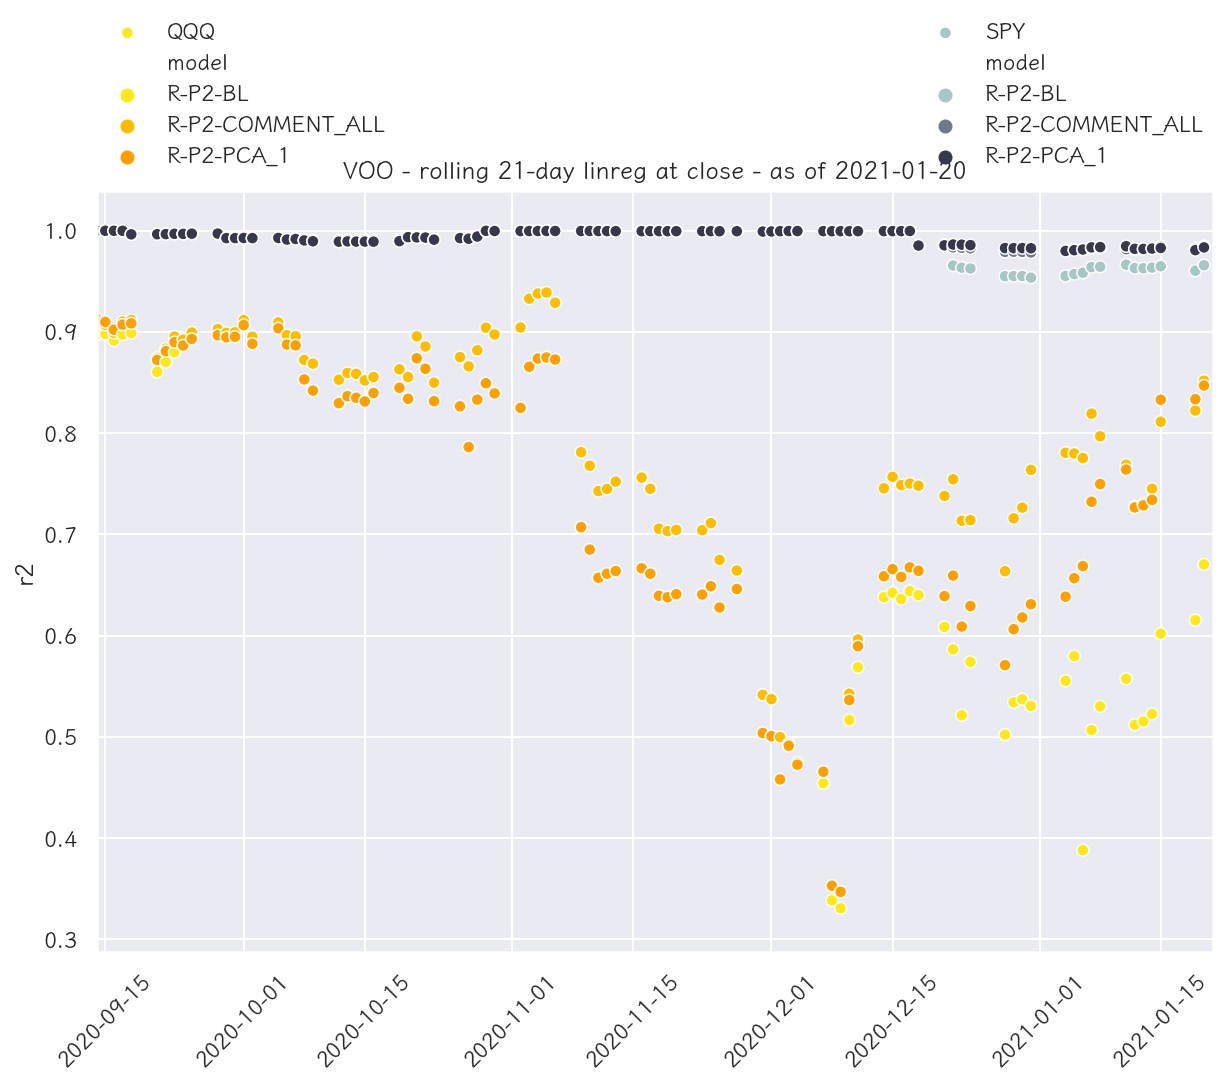 QQQ
model
R-P2-BL
R-P2-COMMENT_ALL
R-P2-PCA_1
SPY
model
R-P2-BL
R-P2-COMMENT_ALL
R-P2-PCA_1
VOO - rolling 21-day linreg at close - as of 2021-01-20
1.0
0.9
0.8
0.7
0.6
0.5
0.4
0.3
r2
2020-09-15
2020-10-01
2020-10-15
2020-11-01
2020-11-15
2020-12-01
2020-12-15
2021-01-01
2021-01-15